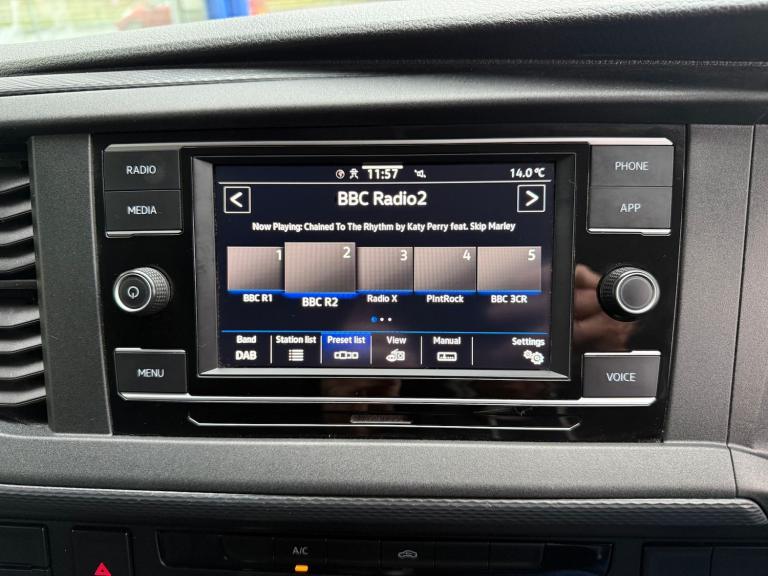 RADIO
MEDIA
MENU
PHONE
APP
VOICE
11:57
14.0 °C
<
BBC Radio2
>
Now Playing: Chained To The Rhythm by Katy Perry feat. Skip Marley
1 2 3 4 5
BBC R1 BBC R2 Radio X PlntRock BBC 3CR
Band Station list Preset list View Manual Settings
DAB
A/C